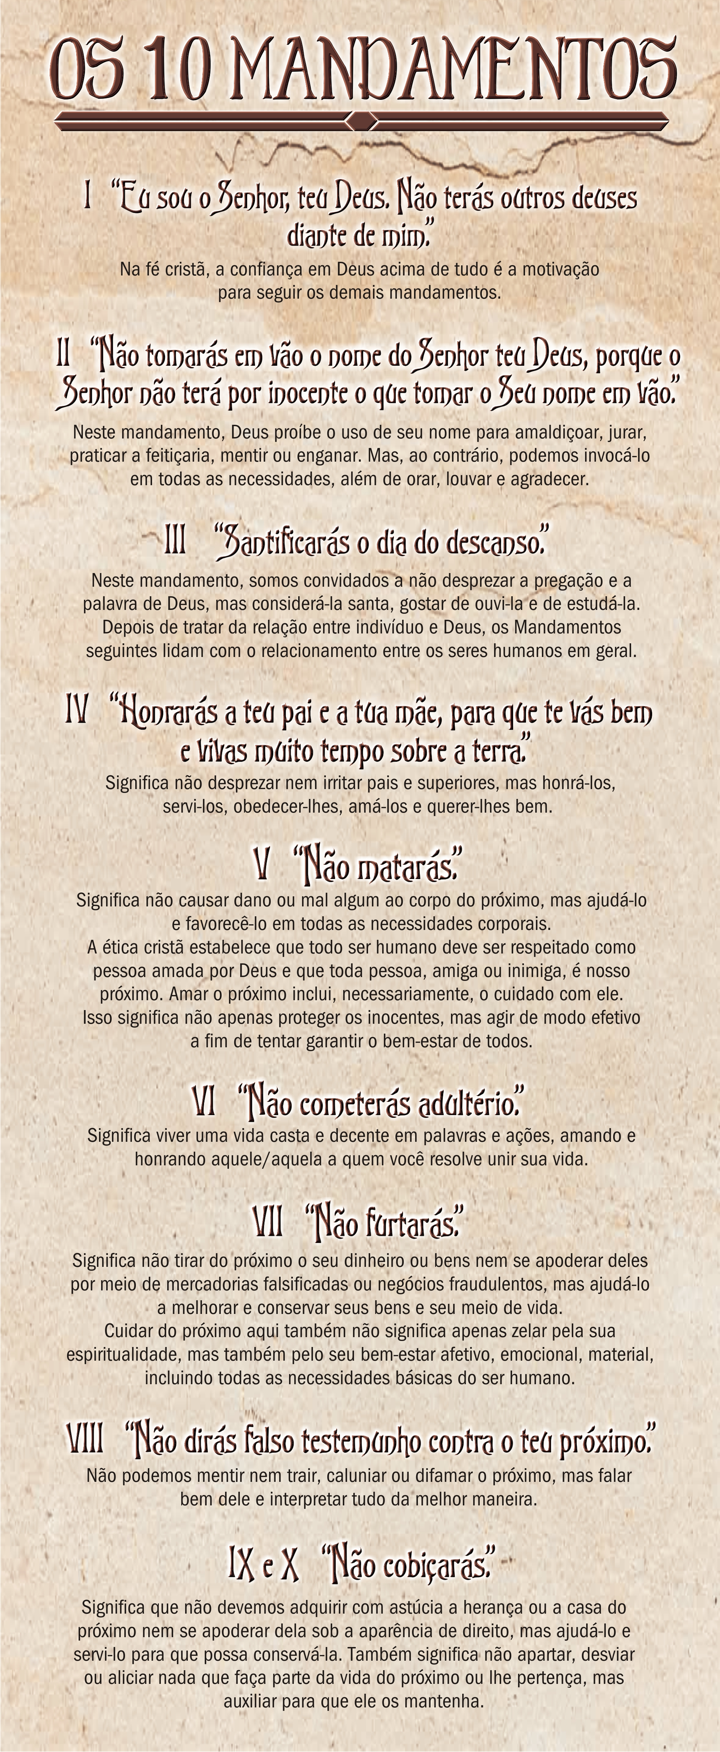 OS 10 MANDAMENTOS
I “Eu sou o Senhor, teu Deus. Não terás outros deuses
diante de mim.”
Na fé cristã, a confiança em Deus acima de tudo é a motivação
para seguir os demais mandamentos.
II “Não tomarás em vão o nome do Senhor teu Deus, porque o
Senhor não terá por inocente o que tomar o Seu nome em vão.”
Neste mandamento, Deus proíbe o uso de seu nome para amaldiçoar, jurar,
praticar a feitiçaria, mentir ou enganar. Mas, ao contrário, podemos invocá-lo
em todas as necessidades, além de orar, louvar e agradecer.
III “Santificarás o dia do descanso.”
Neste mandamento, somos convidados a não desprezar a pregação e a
palavra de Deus, mas considerá-la santa, gostar de ouvi-la e de estudá-la.
Depois de tratar da relação entre indivíduo e Deus, os Mandamentos
seguintes lidam com o relacionamento entre os seres humanos em geral.
IV “Honrarás a teu pai e a tua mãe, para que te vás bem
e vivas muito tempo sobre a terra.”
Significa não desprezar nem irritar pais e superiores, mas honrá-los,
servi-los, obedecer-lhes, amá-los e querer-lhes bem.
V “Não matarás.”
Significa não causar dano ou mal algum ao corpo do próximo, mas ajudá-lo
e favorecê-lo em todas as necessidades corporais.
A ética cristã estabelece que todo ser humano deve ser respeitado como
pessoa amada por Deus e que toda pessoa, amiga ou inimiga, é nosso
próximo. Amar o próximo inclui, necessariamente, o cuidado com ele.
Isso significa não apenas proteger os inocentes, mas agir de modo efetivo
a fim de tentar garantir o bem-estar de todos.
VI “Não cometerás adultério.”
Significa viver uma vida casta e decente em palavras e ações, amando e
honrando aquele/aquela a quem você resolve unir sua vida.
VII “Não furtarás.”
Significa não tirar do próximo o seu dinheiro ou bens nem se apoderar deles
por meio de mercadorias falsificadas ou negócios fraudulentos, mas ajudá-lo
a melhorar e conservar seus bens e seu meio de vida.
Cuidar do próximo aqui também não significa apenas zelar pela sua
espiritualidade, mas também pelo seu bem-estar afetivo, emocional, material,
incluindo todas as necessidades básicas do ser humano.
VIII “Não dirás falso testemunho contra o teu próximo.”
Não podemos mentir nem trair, caluniar ou difamar o próximo, mas falar
bem dele e interpretar tudo da melhor maneira.
IX e X “Não cobiçarás.”
Significa que não devemos adquirir com astúcia a herança ou a casa do
próximo nem se apoderar dela sob a aparência de direito, mas ajudá-lo e
servi-lo para que possa conservá-la. Também significa não apartar, desviar
ou aliciar nada que faça parte da vida do próximo ou lhe pertença, mas
auxiliar para que ele os mantenha.